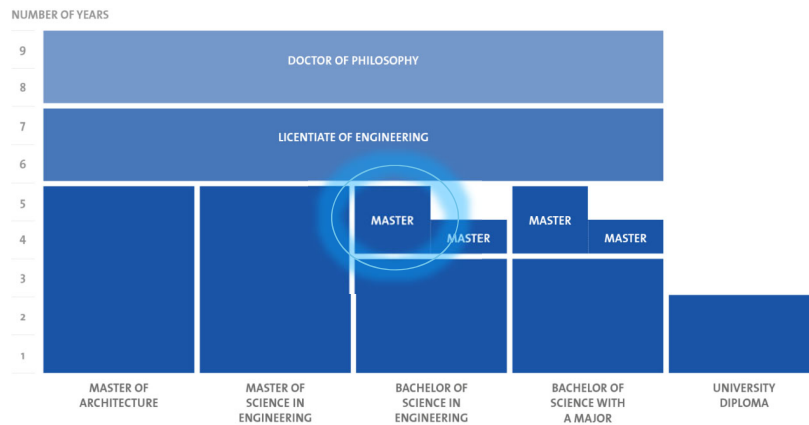 NUMBER OF YEARS
9
DOCTOR OF PHILOSOPHY
8
7
LICENTIATE OF ENGINEERING
6
5
MASTER
MASTER
4
MASTER
MASTER
3
2
1
MASTER OF
ARCHITECTURE
MASTER OF
SCIENCE IN
ENGINEERING
BACHELOR OF
SCIENCE IN
ENGINEERING
BACHELOR OF
SCIENCE WITH
A MAJOR
UNIVERSITY
DIPLOMA